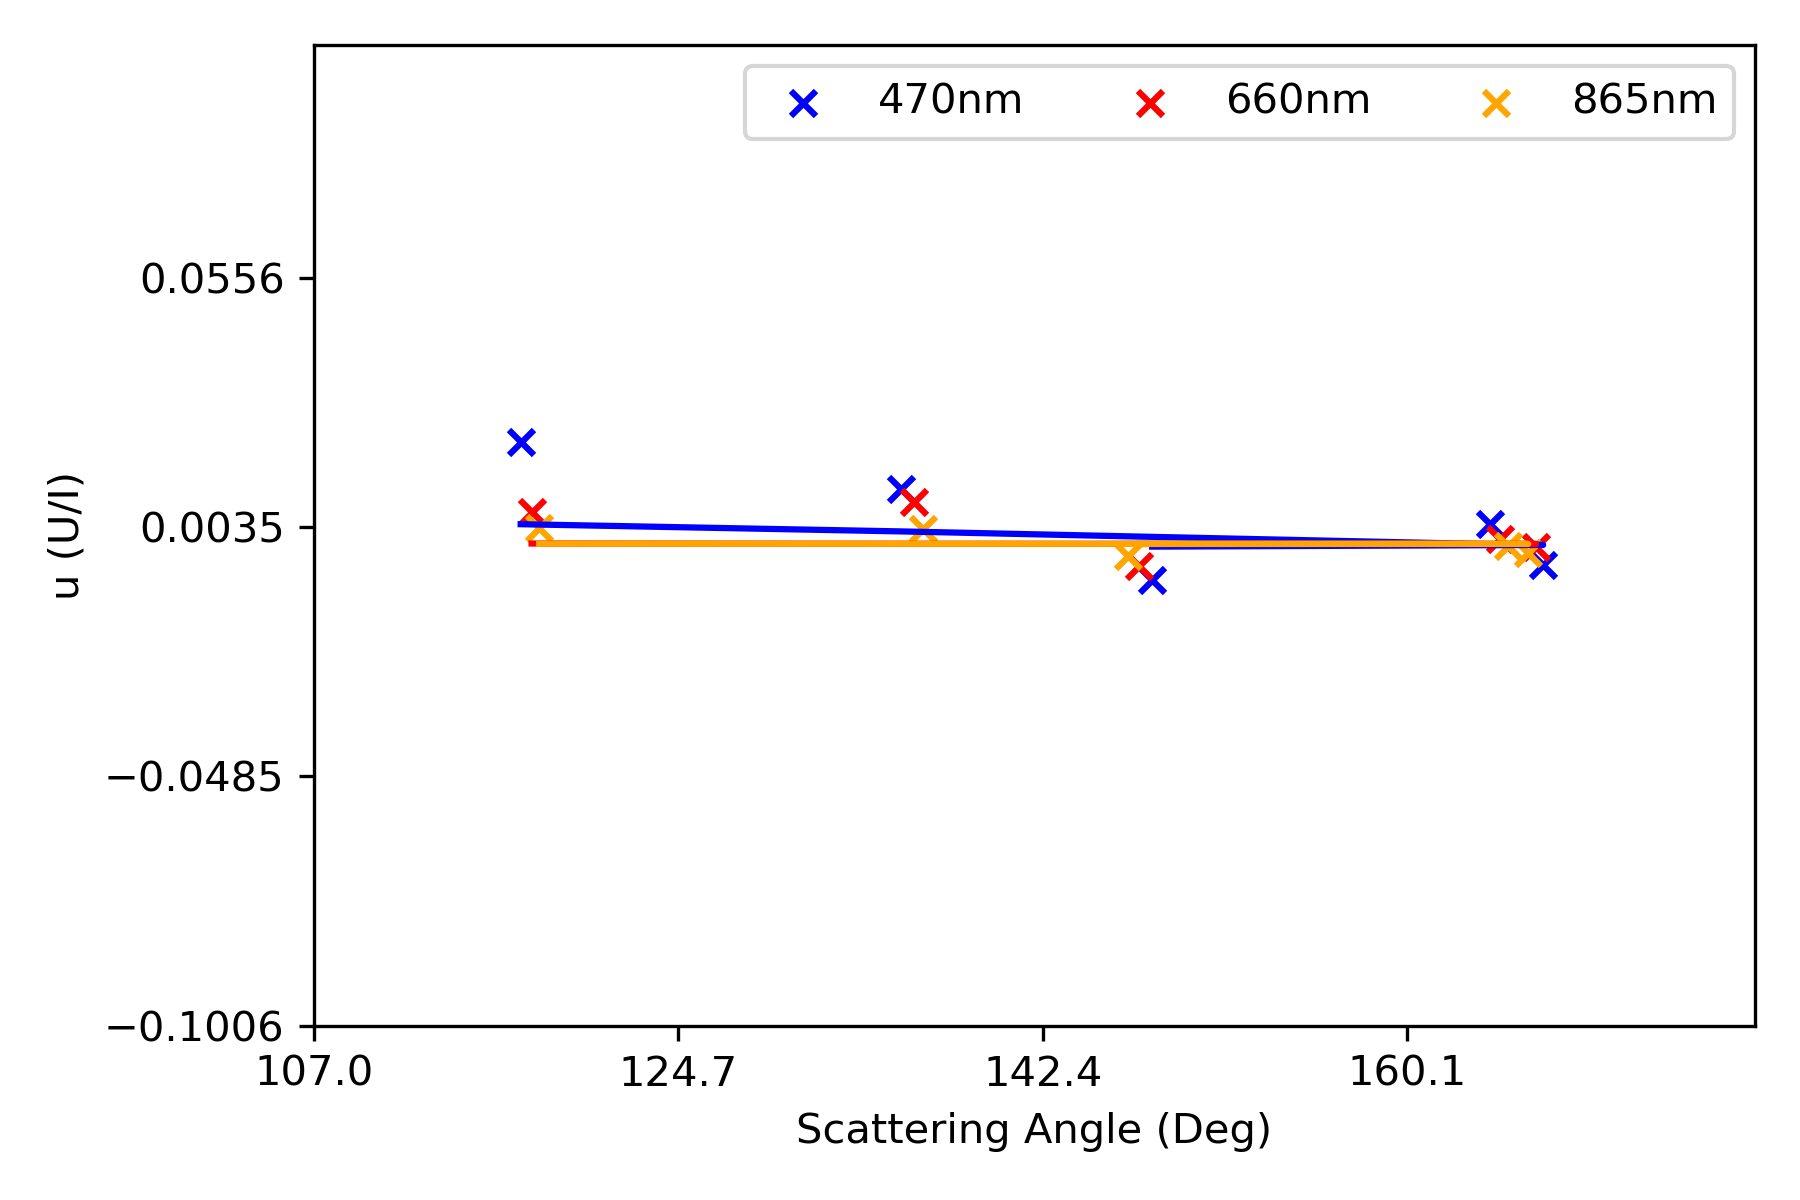 470nm 660nm 865nm
0.0556
0.0035
−0.0485
−0.1006
u (U/I)
107.0 124.7 142.4 160.1
Scattering Angle (Deg)